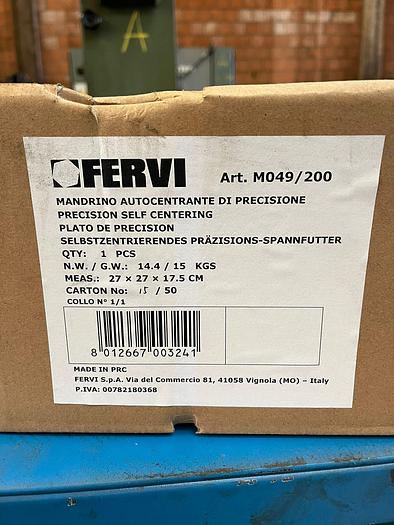 A
FERVI Art. M049/200
MANDRINO AUTOCENTRANTE DI PRECISIONE
PRECISION SELF CENTERING
PLATO DE PRECISION
SELBSTZENTRIERENDES PRÄZISIONS-SPANNFUTTER
QTY: 1 PCS
N.W. / G.W.: 14.4 / 15 KGS
MEAS.: 27 × 27 × 17.5 CM
CARTON No: 15 / 50
COLLO N° 1/1
8 012667 003241
MADE IN PRC
FERVI S.p.A. Via del Commercio 81, 41058 Vignola (MO) – Italy
P.IVA: 00782180368